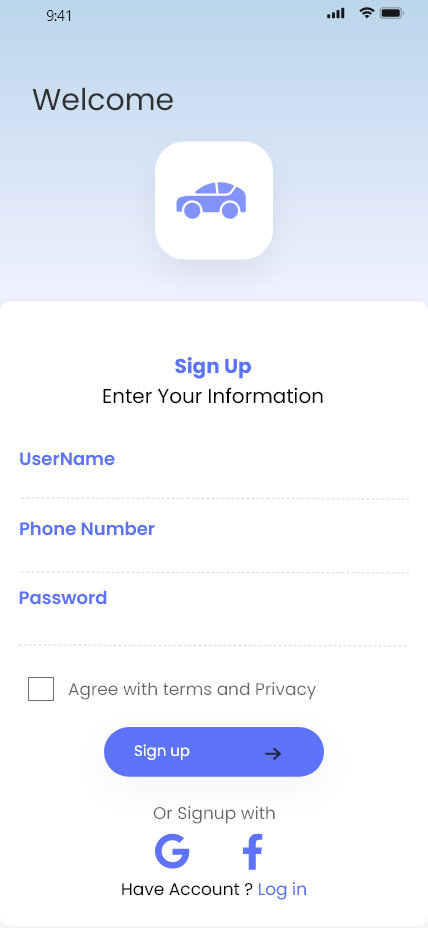 9:41
Welcome
Sign Up
Enter Your Information
UserName
Phone Number
Password
Agree with terms and Privacy
Sign up
Or Signup with
Have Account ? Log in